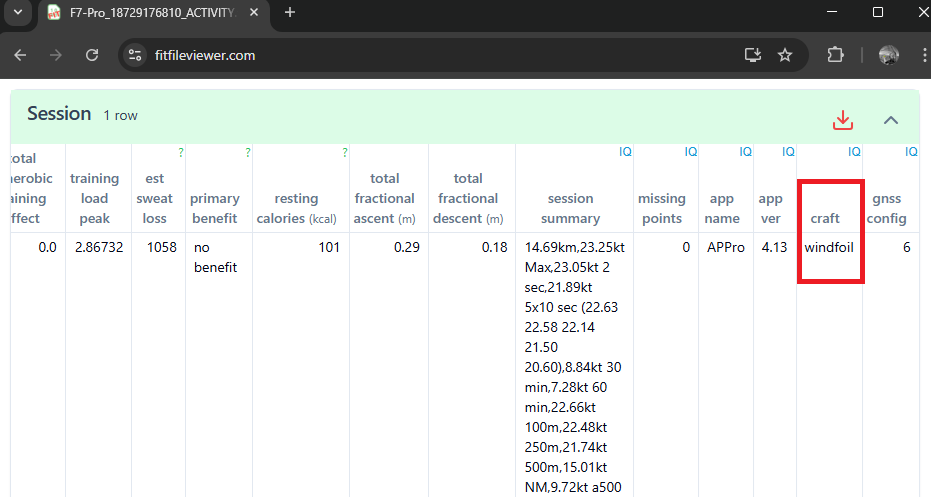 F7-Pro_18729176810_ACTIVITY.
fitfileviewer.com
Session 1 row
otal
aerobic
aining
ffect
training
load
peak
?
est
sweat
loss
?
primary
benefit
?
resting
calories (kcal)
total
fractional
ascent (m)
total
fractional
descent (m)
IQ
session
summary
IQ
missing
points
IQ
app
name
IQ
app
ver
IQ
craft
IQ
gnss
config
0.0
2.86732
1058
no
benefit
101
0.29
0.18
14.69km,23.25kt
Max,23.05kt 2
sec,21.89kt
5x10 sec (22.63
22.58 22.14
21.50
20.60),8.84kt 30
min,7.28kt 60
min,22.66kt
100m,22.48kt
250m,21.74kt
500m,15.01kt
NM,9.72kt a500
0
APPro
4.13
windfoil
6